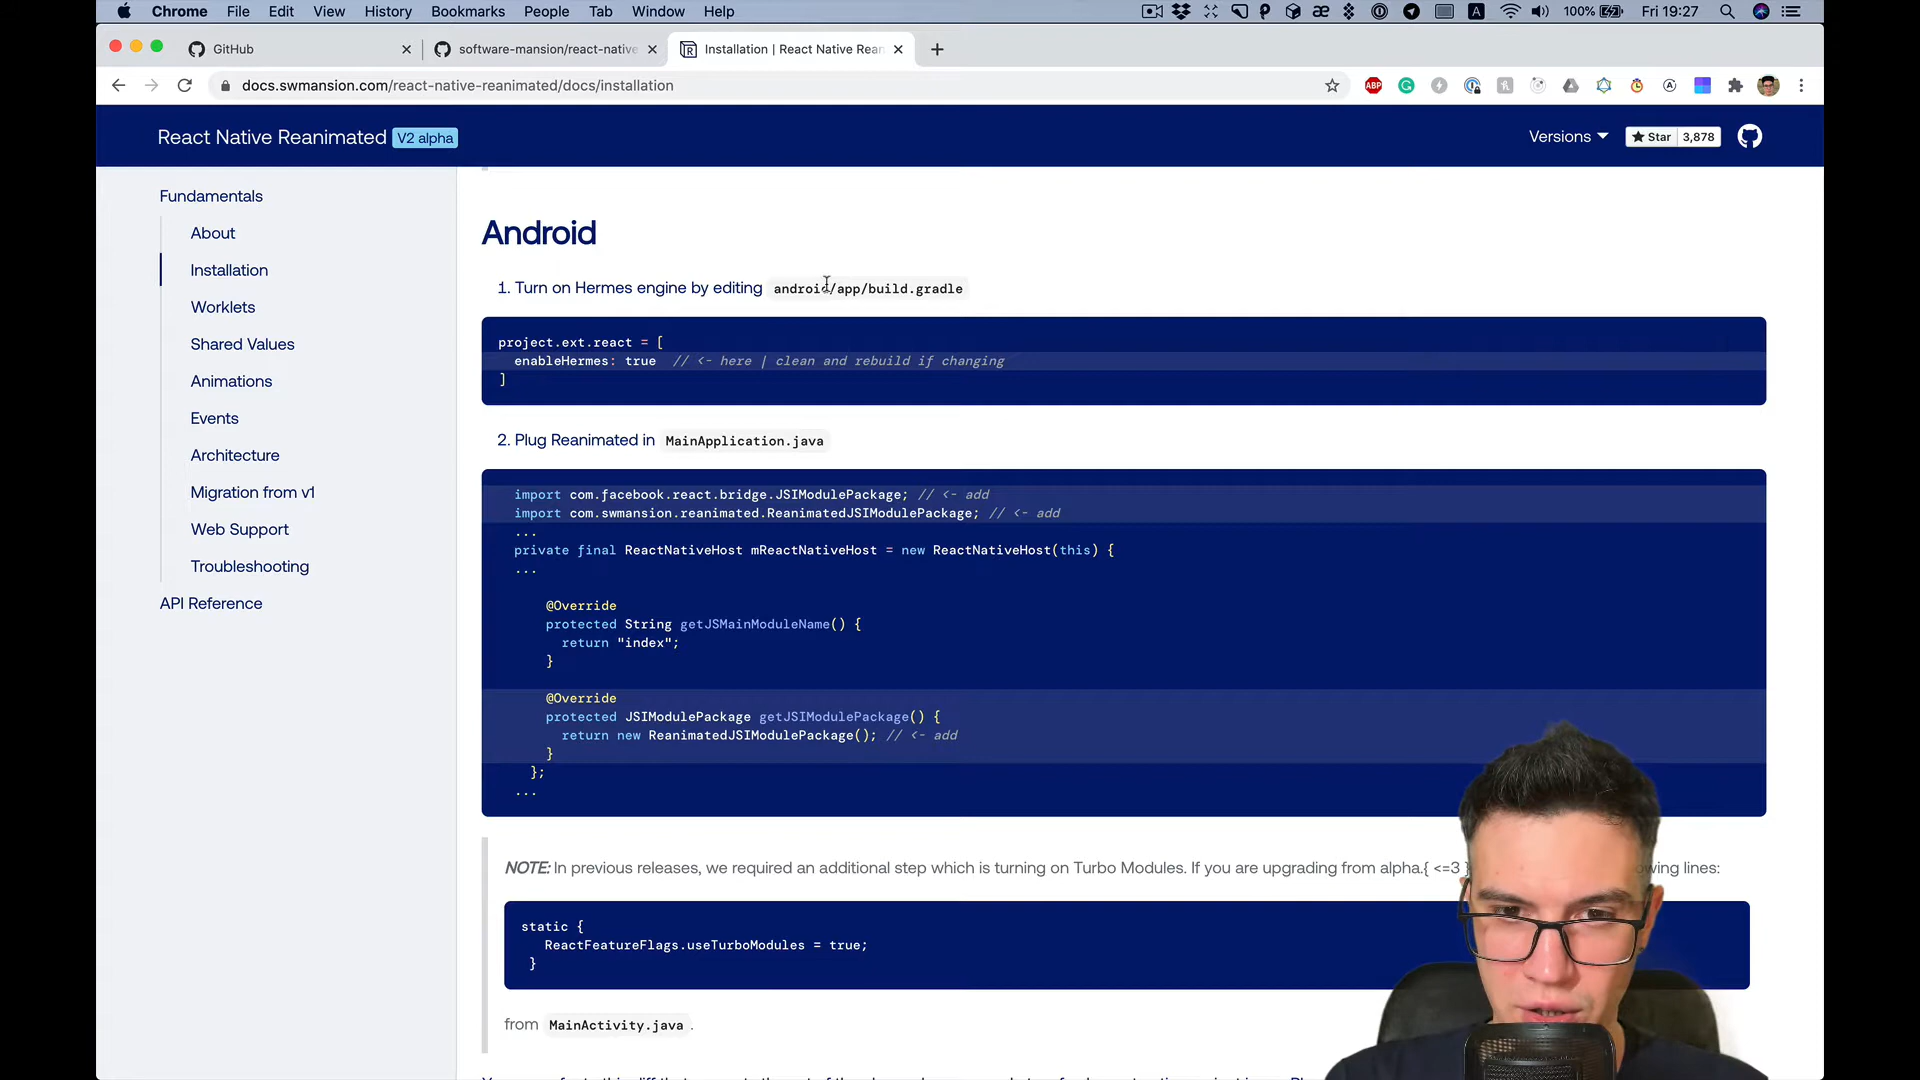 Chrome File Edit View History Bookmarks People Tab Window Help 100% Fri 19:27
GitHub software-mansion/react-native Installation | React Native Rean
docs.swmansion.com/react-native-reanimated/docs/installation
React Native Reanimated V2 alpha Versions Star 3,878
Fundamentals
About
Installation
Worklets
Shared Values
Animations
Events
Architecture
Migration from v1
Web Support
Troubleshooting
API Reference
Android
1. Turn on Hermes engine by editing android/app/build.gradle
project.ext.react = [
enableHermes: true // <- here | clean and rebuild if changing
]
2. Plug Reanimated in MainApplication.java
import com.facebook.react.bridge.JSIModulePackage; // <- add
import com.swmansion.reanimated.ReanimatedJSIModulePackage; // <- add
...
private final ReactNativeHost mReactNativeHost = new ReactNativeHost(this) {
...
@Override
protected String getJSMainModuleName() {
return "index";
}
@Override
protected JSIModulePackage getJSIModulePackage() {
return new ReanimatedJSIModulePackage(); // <- add
}
};
...
NOTE: In previous releases, we required an additional step which is turning on Turbo Modules. If you are upgrading from alpha.{ <=3 } owing lines:
static {
ReactFeatureFlags.useTurboModules = true;
}
from MainActivity.java .